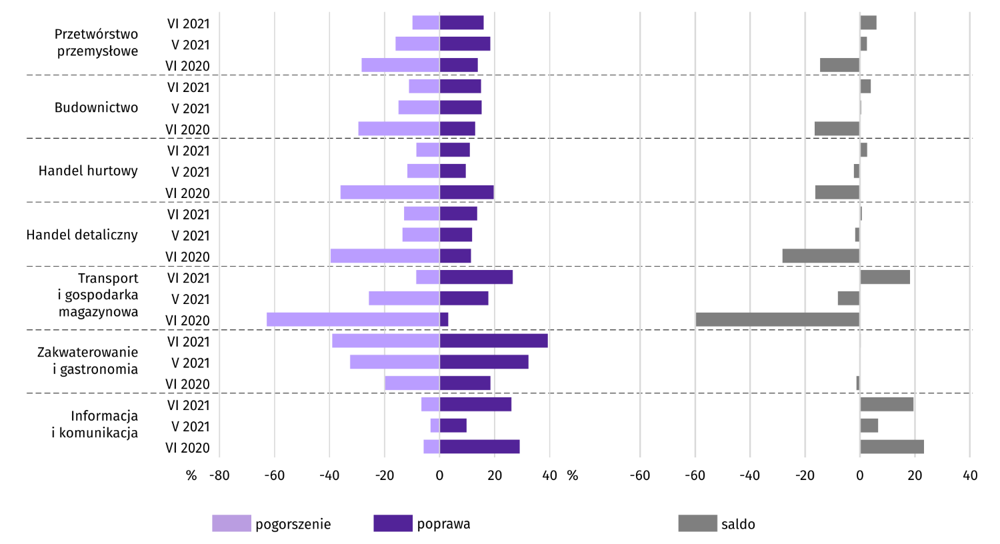 Przetwórstwo
przemysłowe
VI 2021
V 2021
VI 2020
Budownictwo
VI 2021
V 2021
VI 2020
Handel hurtowy
VI 2021
V 2021
VI 2020
Handel detaliczny
VI 2021
V 2021
VI 2020
Transport
i gospodarka
magazynowa
VI 2021
V 2021
VI 2020
Zakwaterowanie
i gastronomia
VI 2021
V 2021
VI 2020
Informacja
i komunikacja
VI 2021
V 2021
VI 2020
% -80 -60 -40 -20 0 20 40 % -60 -60 -40 -20 0 20 40
pogorszenie poprawa saldo